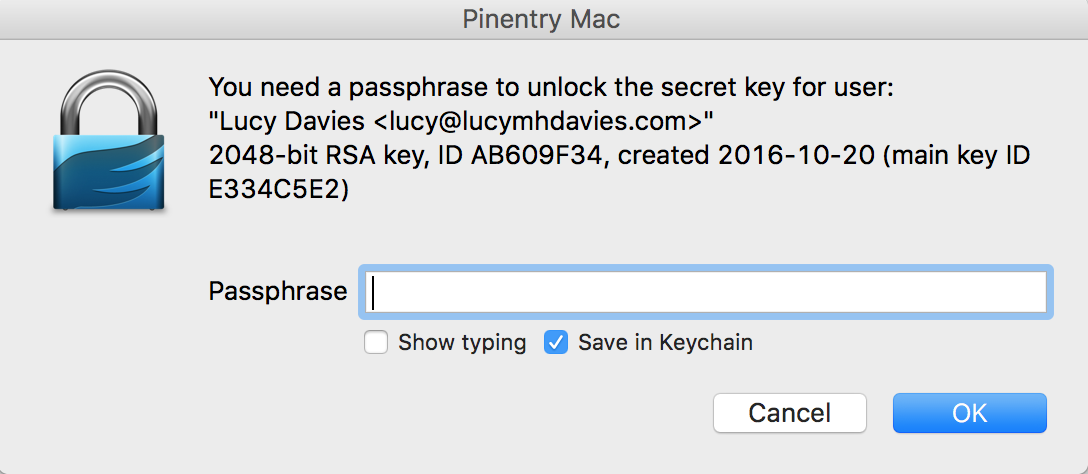 Pinentry Mac
You need a passphrase to unlock the secret key for user:
"Lucy Davies <lucy@lucymhdavies.com>"
2048-bit RSA key, ID AB609F34, created 2016-10-20 (main key ID
E334C5E2)
Passphrase
Show typing Save in Keychain
Cancel OK